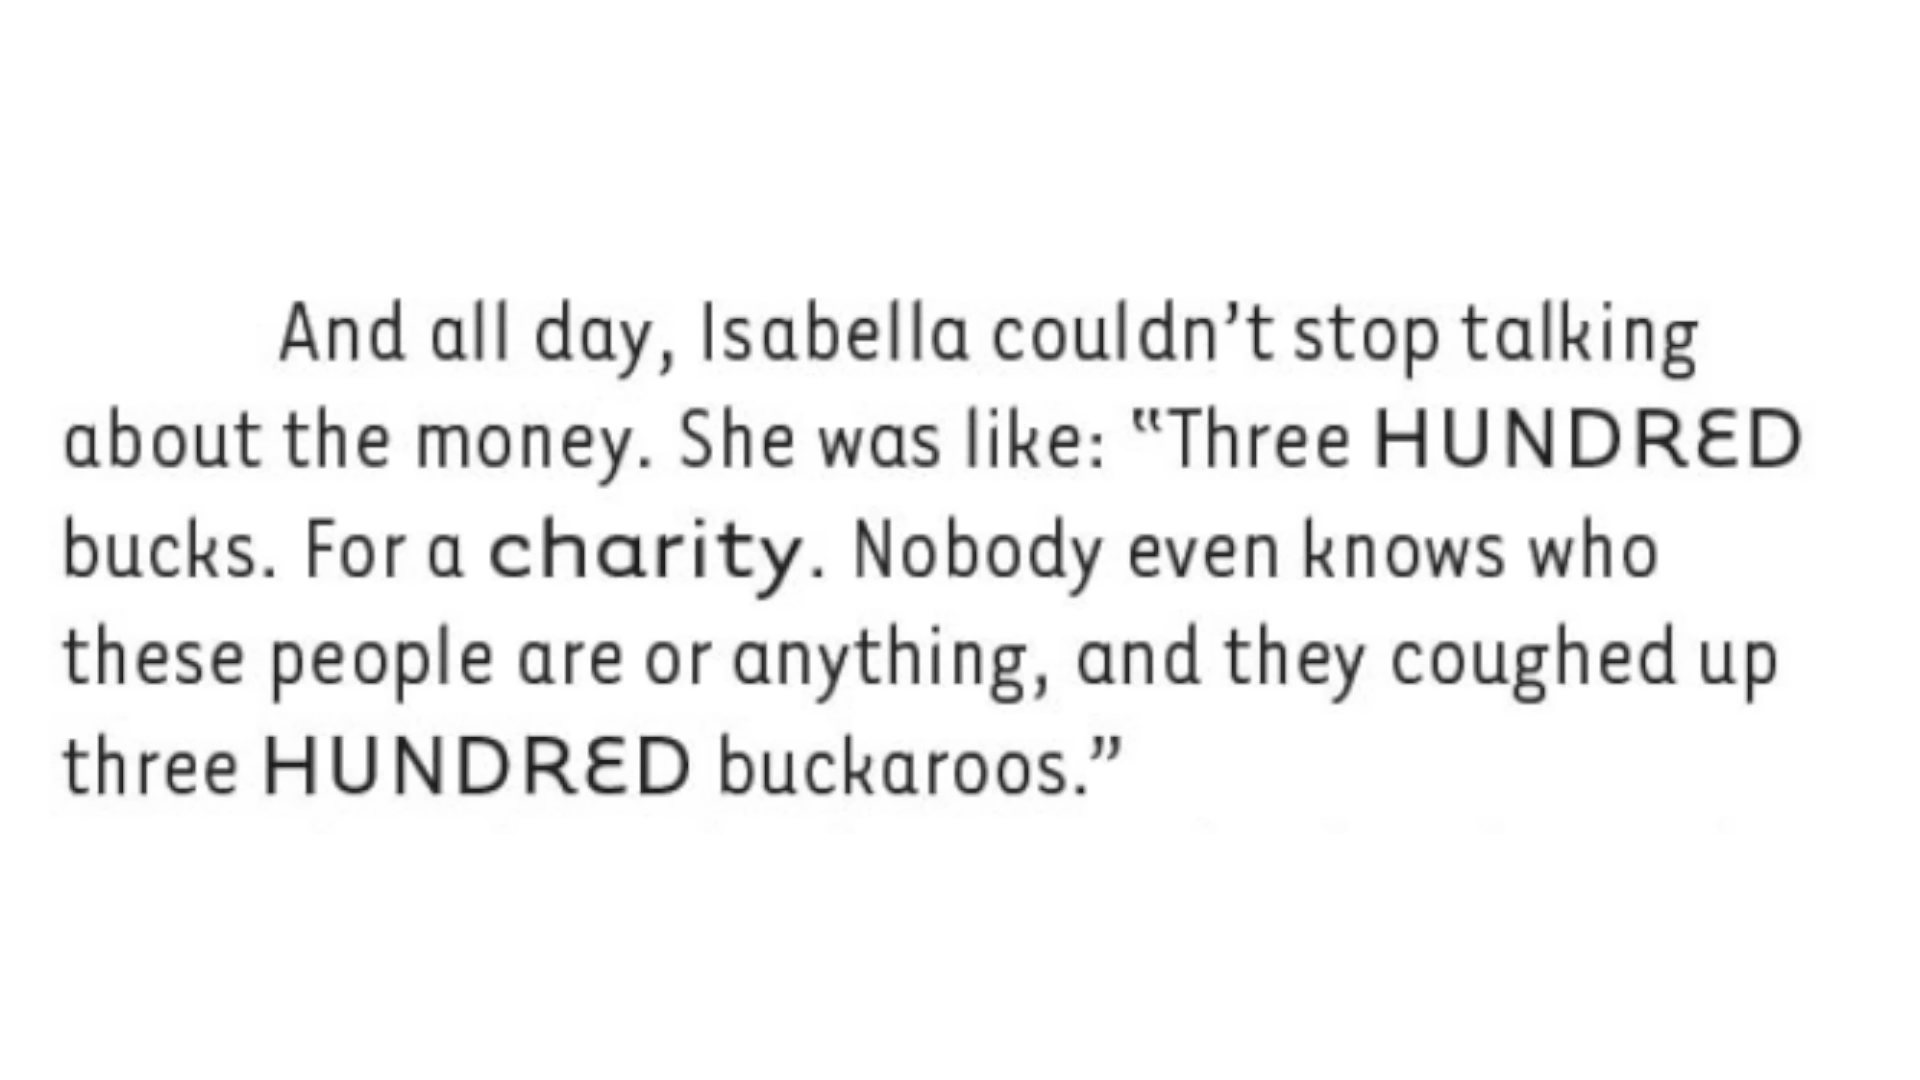 And all day, Isabella couldn’t stop talking
about the money. She was like: “Three HUNDRED
bucks. For a charity. Nobody even knows who
these people are or anything, and they coughed up
three HUNDRED buckaroos.”